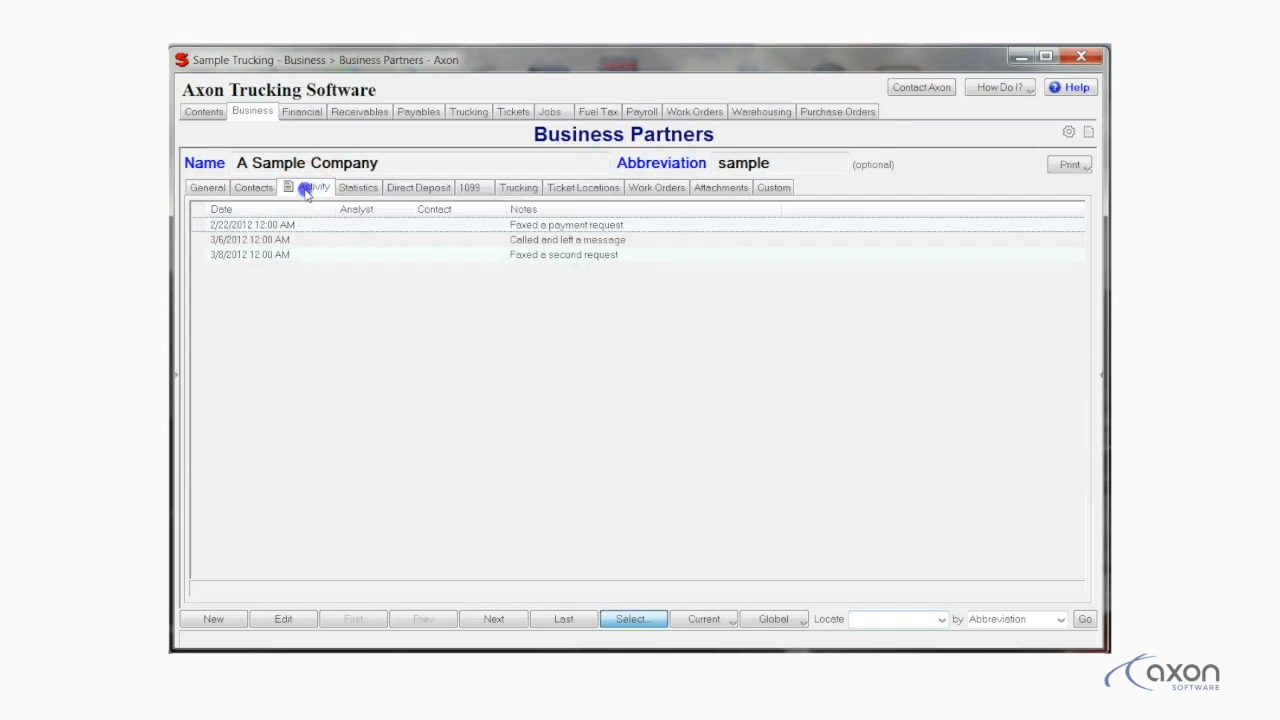 Sample Trucking - Business > Business Partners - Axon
Axon Trucking Software
Contact Axon How Do I? Help
Contents Business Financial Receivables Payables Trucking Tickets Jobs Fuel Tax Payroll Work Orders Warehousing Purchase Orders
Business Partners
Name A Sample Company Abbreviation sample (optional) Print
General Contacts Activity Statistics Direct Deposit 1099 Trucking Ticket Locations Work Orders Attachments Custom
Date Analyst Contact Notes
2/22/2012 12:00 AM Faxed a payment request
3/6/2012 12:00 AM Called and left a message
3/8/2012 12:00 AM Faxed a second request
New Edit First Prev Next Last Select... Current Global Locate by Abbreviation Go
axon
SOFTWARE